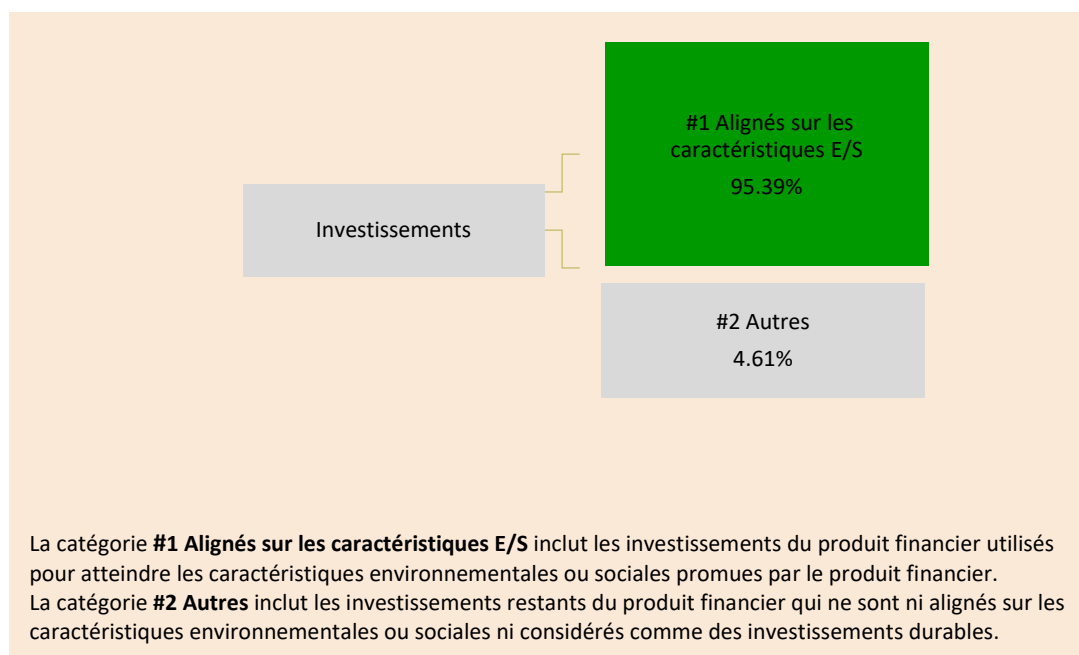 #1 Alignés sur les
caractéristiques E/S
95.39%
Investissements
#2 Autres
4.61%
La catégorie #1 Alignés sur les caractéristiques E/S inclut les investissements du produit financier utilisés
pour atteindre les caractéristiques environnementales ou sociales promues par le produit financier.
La catégorie #2 Autres inclut les investissements restants du produit financier qui ne sont ni alignés sur les
caractéristiques environnementales ou sociales ni considérés comme des investissements durables.